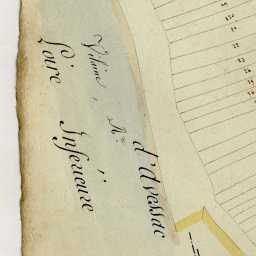 d'avessac
Vilaine, R.
Loire Inférieure